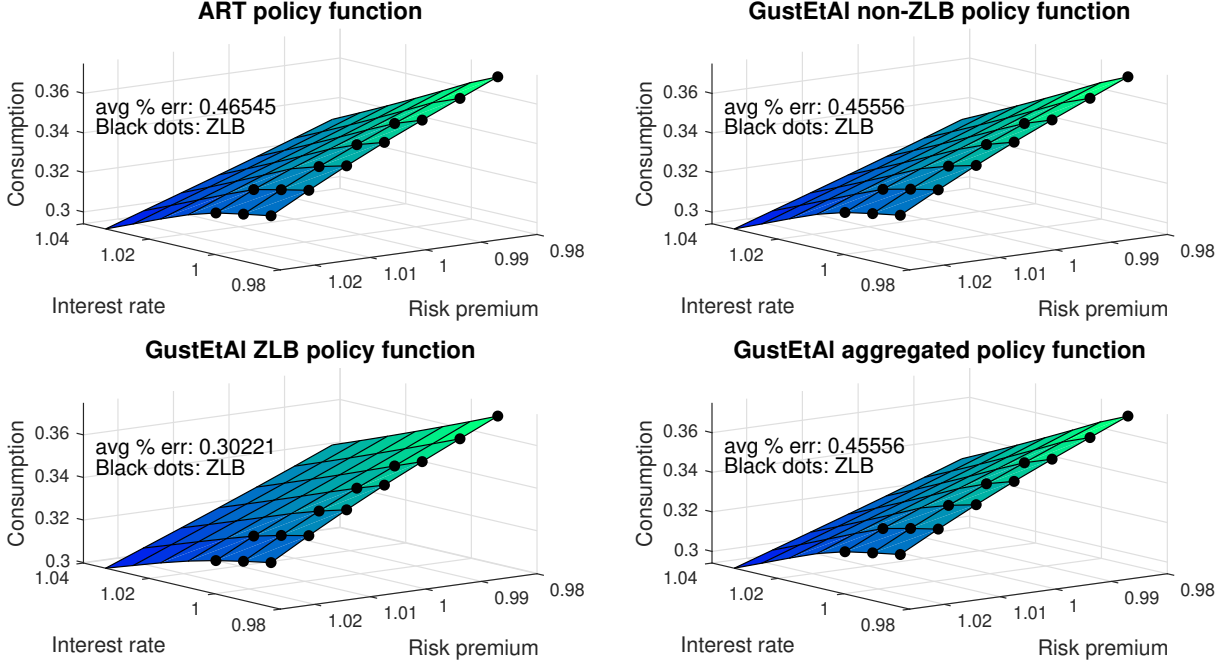 ART policy function
avg % err: 0.46545
Black dots: ZLB
Consumption
0.36
0.34
0.32
0.3
1.04
1.02
1
0.98
Interest rate
1.02
1.01
1
0.99
0.98
Risk premium
GustEtAl non-ZLB policy function
avg % err: 0.45556
Black dots: ZLB
Consumption
0.36
0.34
0.32
0.3
1.04
1.02
1
0.98
Interest rate
1.02
1.01
1
0.99
0.98
Risk premium
GustEtAl ZLB policy function
avg % err: 0.30221
Black dots: ZLB
Consumption
0.36
0.34
0.32
0.3
1.04
1.02
1
0.98
Interest rate
1.02
1.01
1
0.99
0.98
Risk premium
GustEtAl aggregated policy function
avg % err: 0.45556
Black dots: ZLB
Consumption
0.36
0.34
0.32
0.3
1.04
1.02
1
0.98
Interest rate
1.02
1.01
1
0.99
0.98
Risk premium